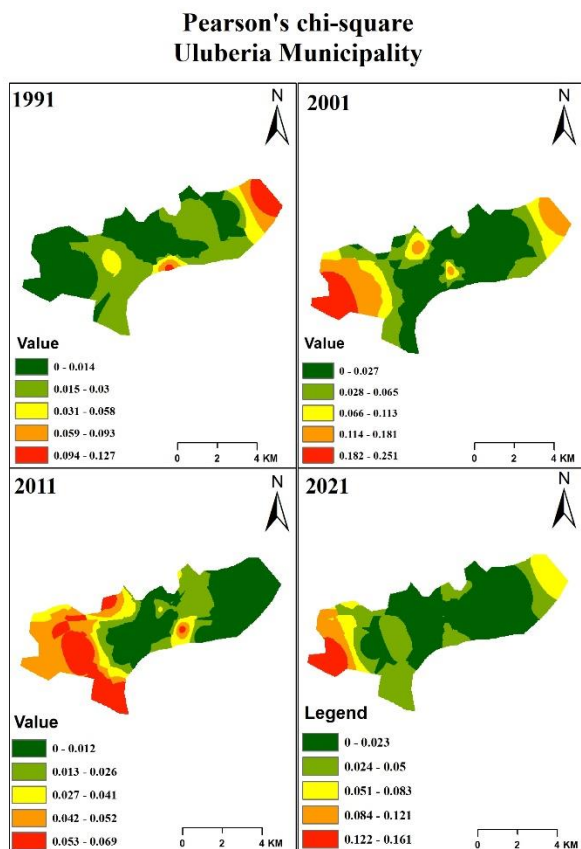 Pearson's chi-square
Uluberia Municipality
1991
N
Value
0 - 0.014
0.015 - 0.03
0.031 - 0.058
0.059 - 0.093
0.094 - 0.127
0 2 4 KM
2001
N
Value
0 - 0.027
0.028 - 0.065
0.066 - 0.113
0.114 - 0.181
0.182 - 0.251
0 2 4 KM
2011
N
Value
0 - 0.012
0.013 - 0.026
0.027 - 0.041
0.042 - 0.052
0.053 - 0.069
0 2 4 KM
2021
N
Legend
0 - 0.023
0.024 - 0.05
0.051 - 0.083
0.084 - 0.121
0.122 - 0.161
0 2 4 KM